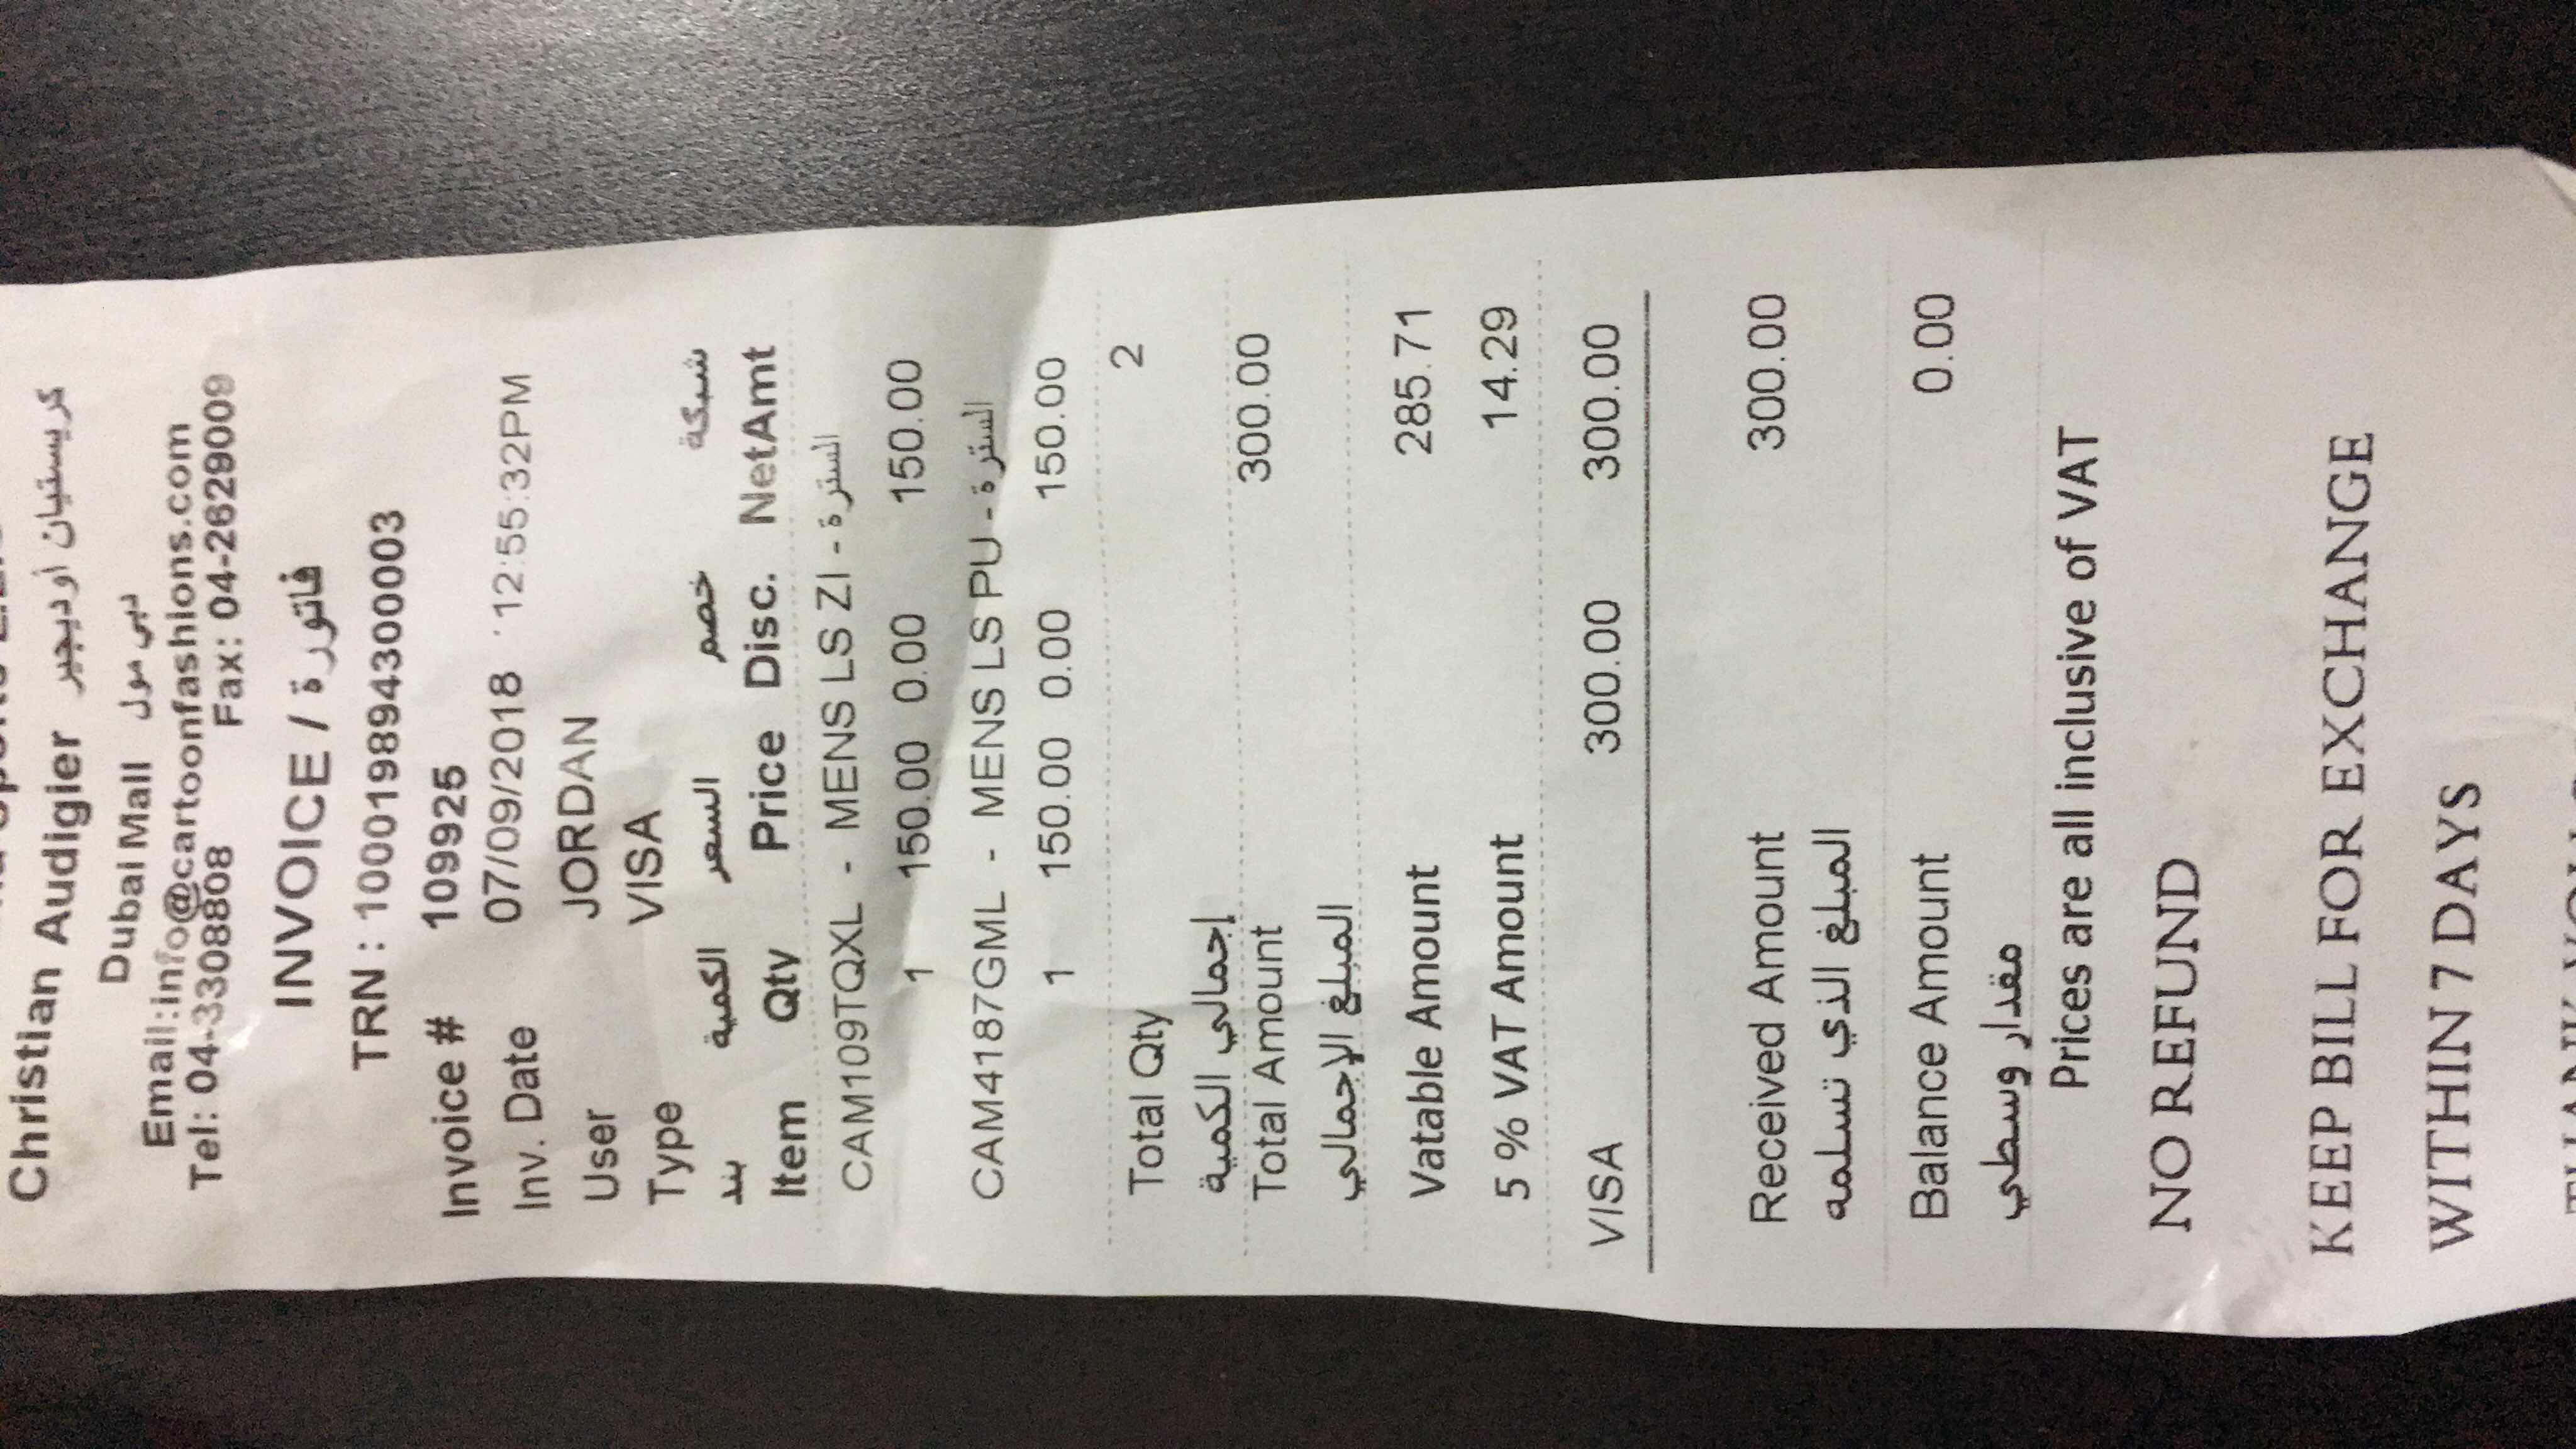 Christian Audigier كريستيان أوديجير
Dubai Mall دبي مول
Email:info@cartoonfashions.com
Tel: 04-3308808 Fax: 04-2629009
INVOICE / فاتورة
TRN : 100019894300003
Invoice # 109925
Inv. Date 07/09/2018 12:55:32PM
User JORDAN
Type VISA
بند الكمية السعر خصم شبكة
Item Qty Price Disc. NetAmt
CAM109TQXL - MENS LS ZI - السترة
1 150.00 0.00 150.00
CAM4187GML - MENS LS PU - السترة
1 150.00 0.00 150.00
Total Qty 2
إجمالي الكمية
Total Amount 300.00
المبلغ الإجمالي
Vatable Amount 285.71
5 % VAT Amount 14.29
VISA 300.00 300.00
Received Amount 300.00
المبلغ الذي تسلمه
Balance Amount 0.00
مقدار وسطي
Prices are all inclusive of VAT
NO REFUND
KEEP BILL FOR EXCHANGE
WITHIN 7 DAYS
THANK YOU